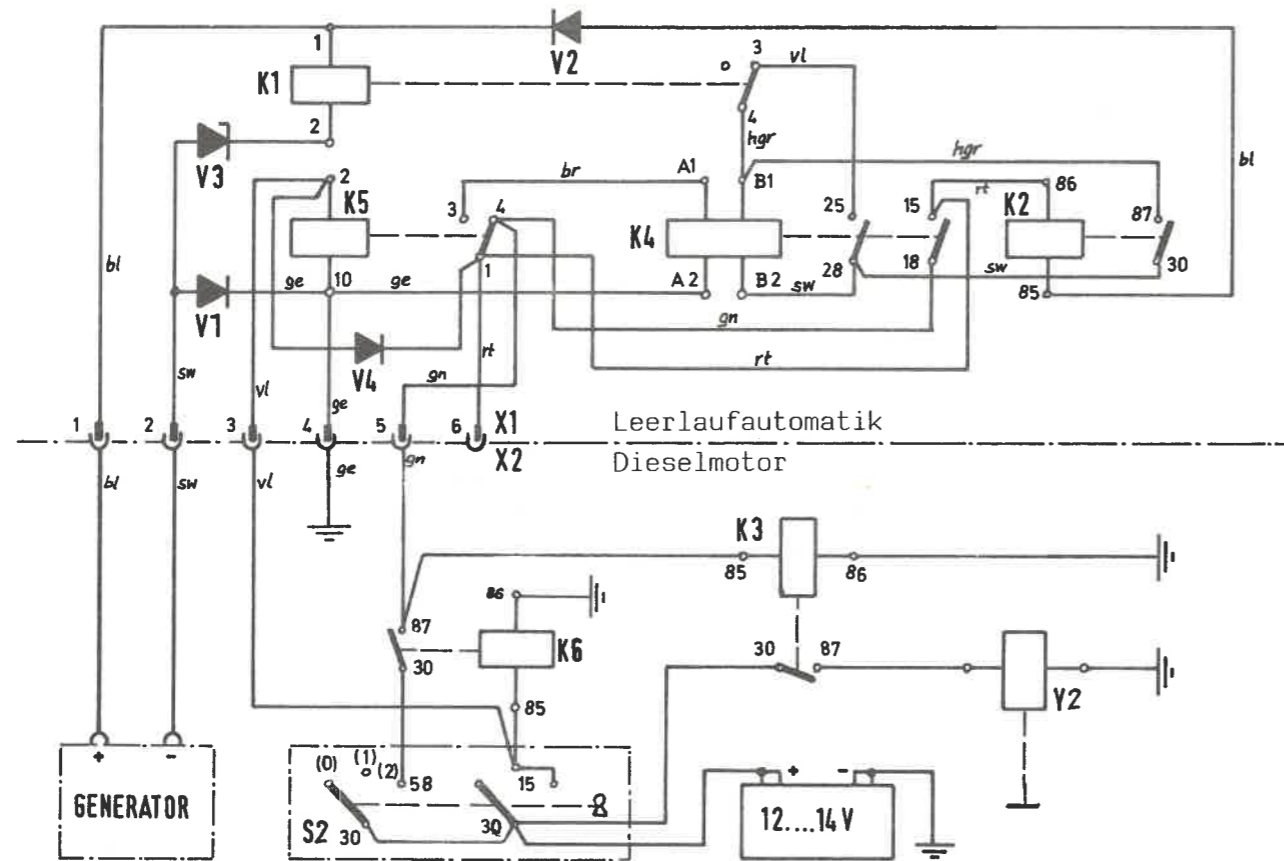 1
V2
3
vl
K1
4
2
hgr
V3
hgr
bl
br
A1
B1
rt
86
2
K5
3
4
25
15
K2
87
K4
bl
1
28
18
30
10
ge
ge
A2
B2
sw
sw
85
V1
gn
V4
rt
rt
sw
vl
gn
ge
1
2
3
4
5
6
X1
Leerlaufautomatik
X2
Dieselmotor
bl
sw
vl
ge
gn
K3
85
86
86
87
K6
30
30
87
85
Y2
(0)
(1)
(2)
58
15
+
-
+
-
GENERATOR
S2
30
30
12....14V